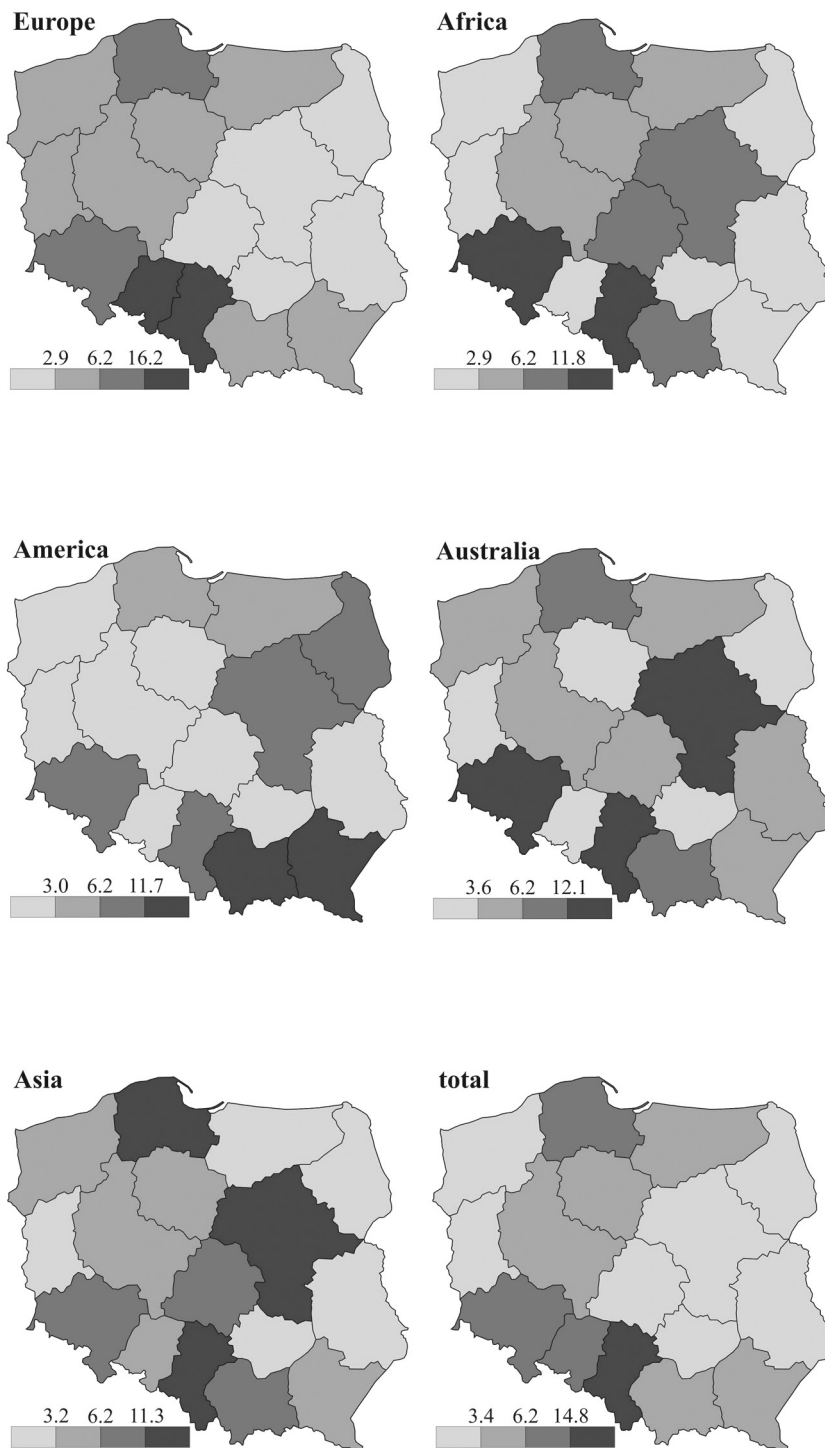 Europe
Africa
2.9 6.2 16.2
2.9 6.2 11.8
America
Australia
3.0 6.2 11.7
3.6 6.2 12.1
Asia
total
3.2 6.2 11.3
3.4 6.2 14.8